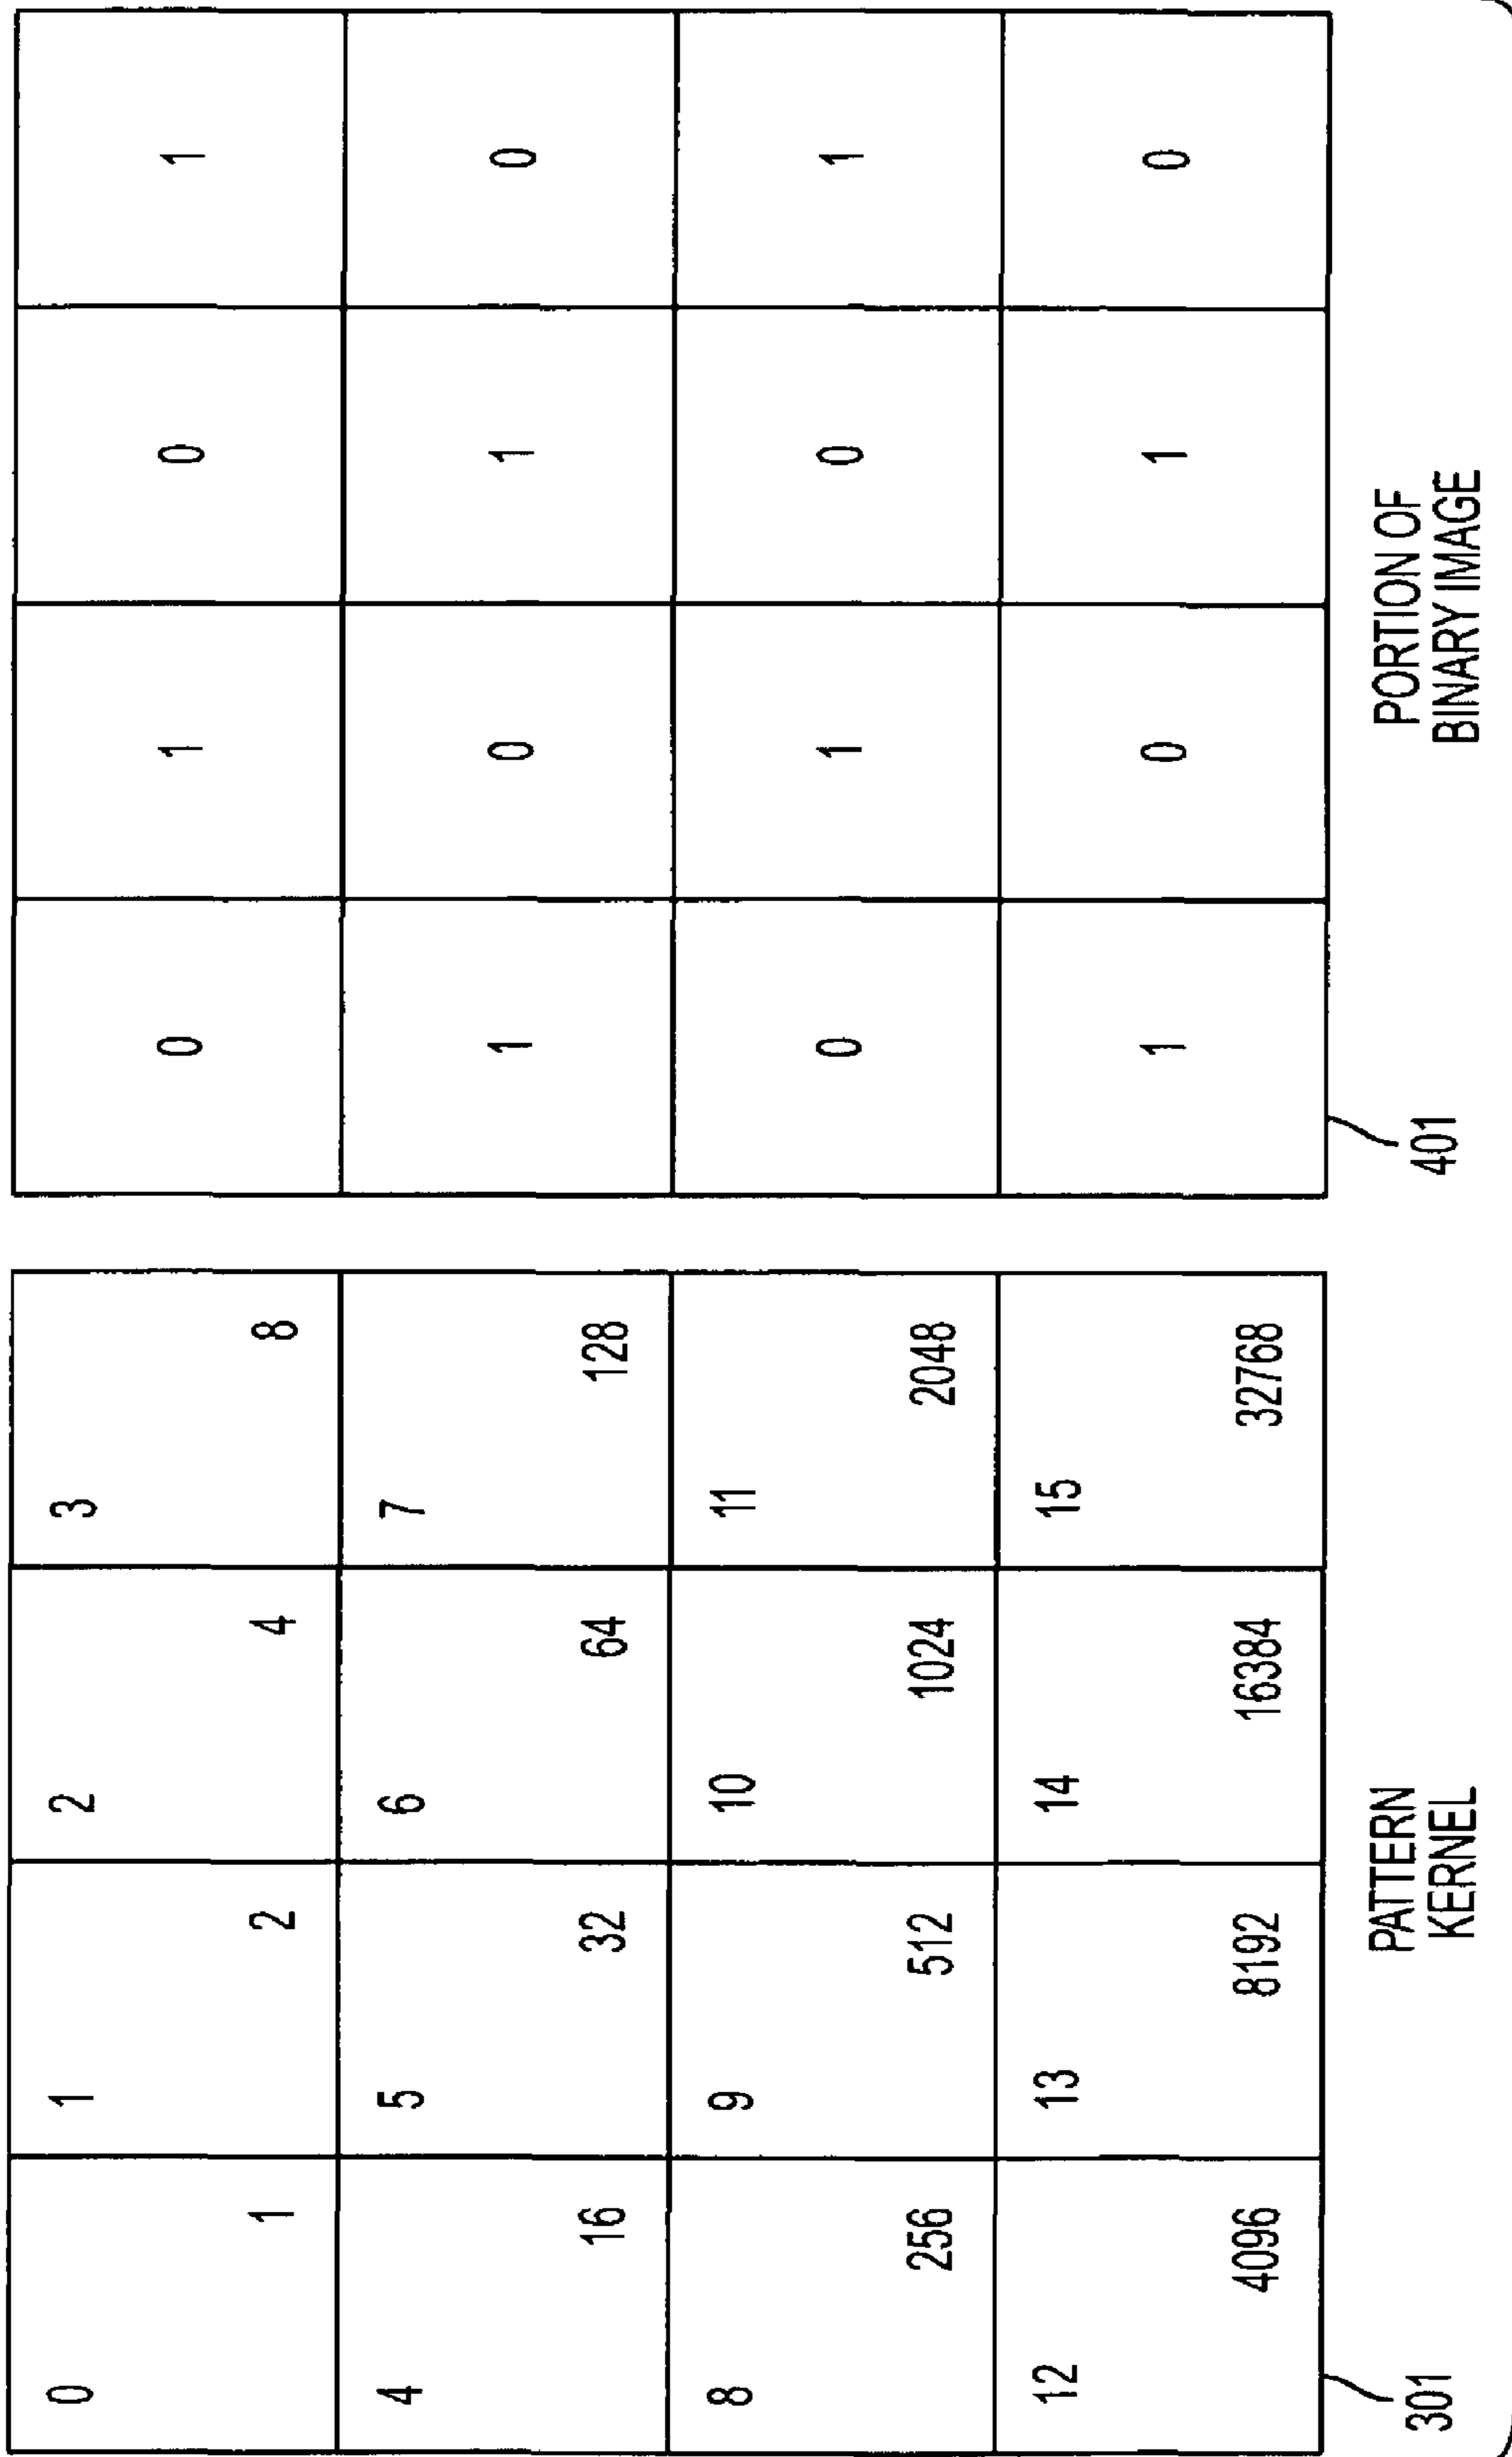 0 1 2 3
1 2 4 8
4 5 6 7
16 32 64 128
8 9 10 11
256 512 1024 2048
12 13 14 15
4096 8192 16384 32768
301
PATTERN
KERNEL
0 1 0 1
1 0 1 0
0 1 0 1
1 0 1 0
401
PORTION OF
BINARY IMAGE